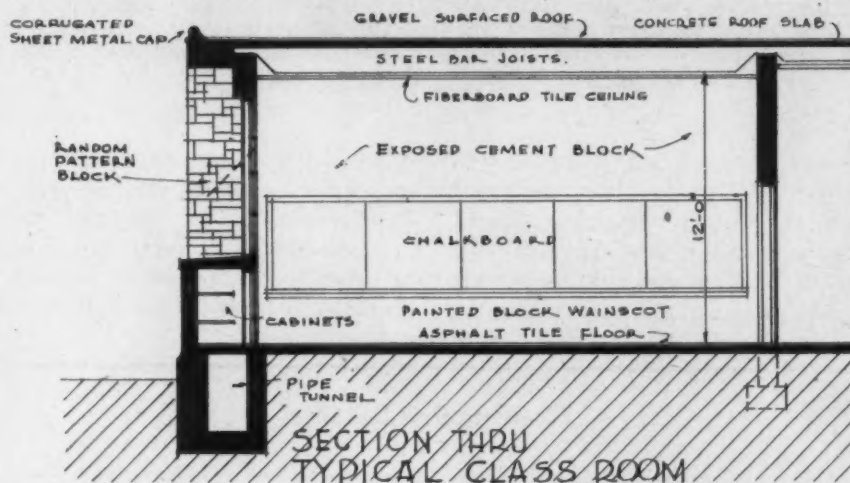 CORRUGATED
SHEET METAL CAP
GRAVEL SURFACED ROOF
CONCRETE ROOF SLAB
STEEL BAR JOISTS.
FIBERBOARD TILE CEILING
RANDOM
PATTERN
BLOCK
EXPOSED CEMENT BLOCK
12'-0
CHALKBOARD
CABINETS
PAINTED BLOCK WAINSCOT
ASPHALT TILE FLOOR
PIPE
TUNNEL
SECTION THRU
TYPICAL CLASS ROOM